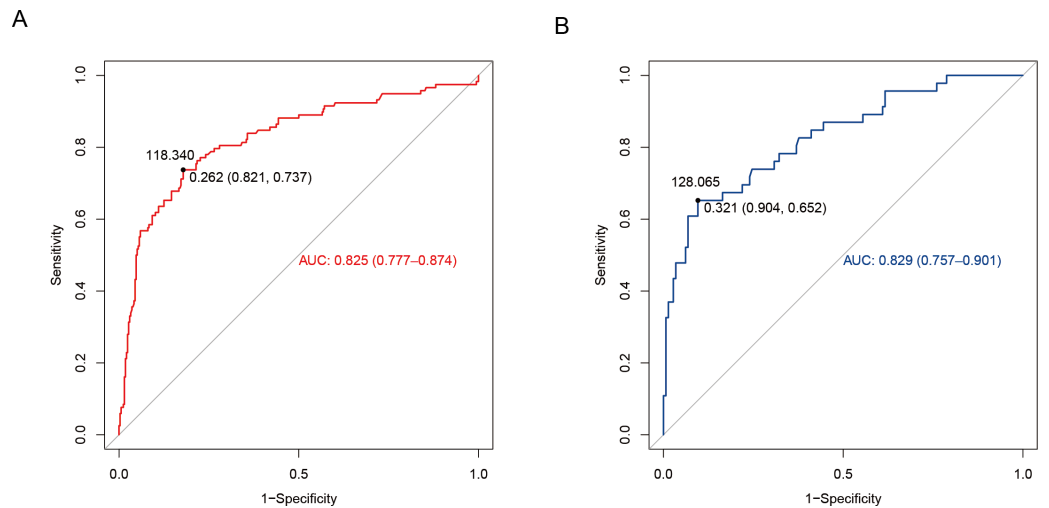 A
Sensitivity
1.0
0.8
0.6
0.4
0.2
0.0
118.340
0.262 (0.821, 0.737)
AUC: 0.825 (0.777–0.874)
0.0
0.5
1.0
1−Specificity
B
Sensitivity
1.0
0.8
0.6
0.4
0.2
0.0
128.065
0.321 (0.904, 0.652)
AUC: 0.829 (0.757–0.901)
0.0
0.5
1.0
1−Specificity